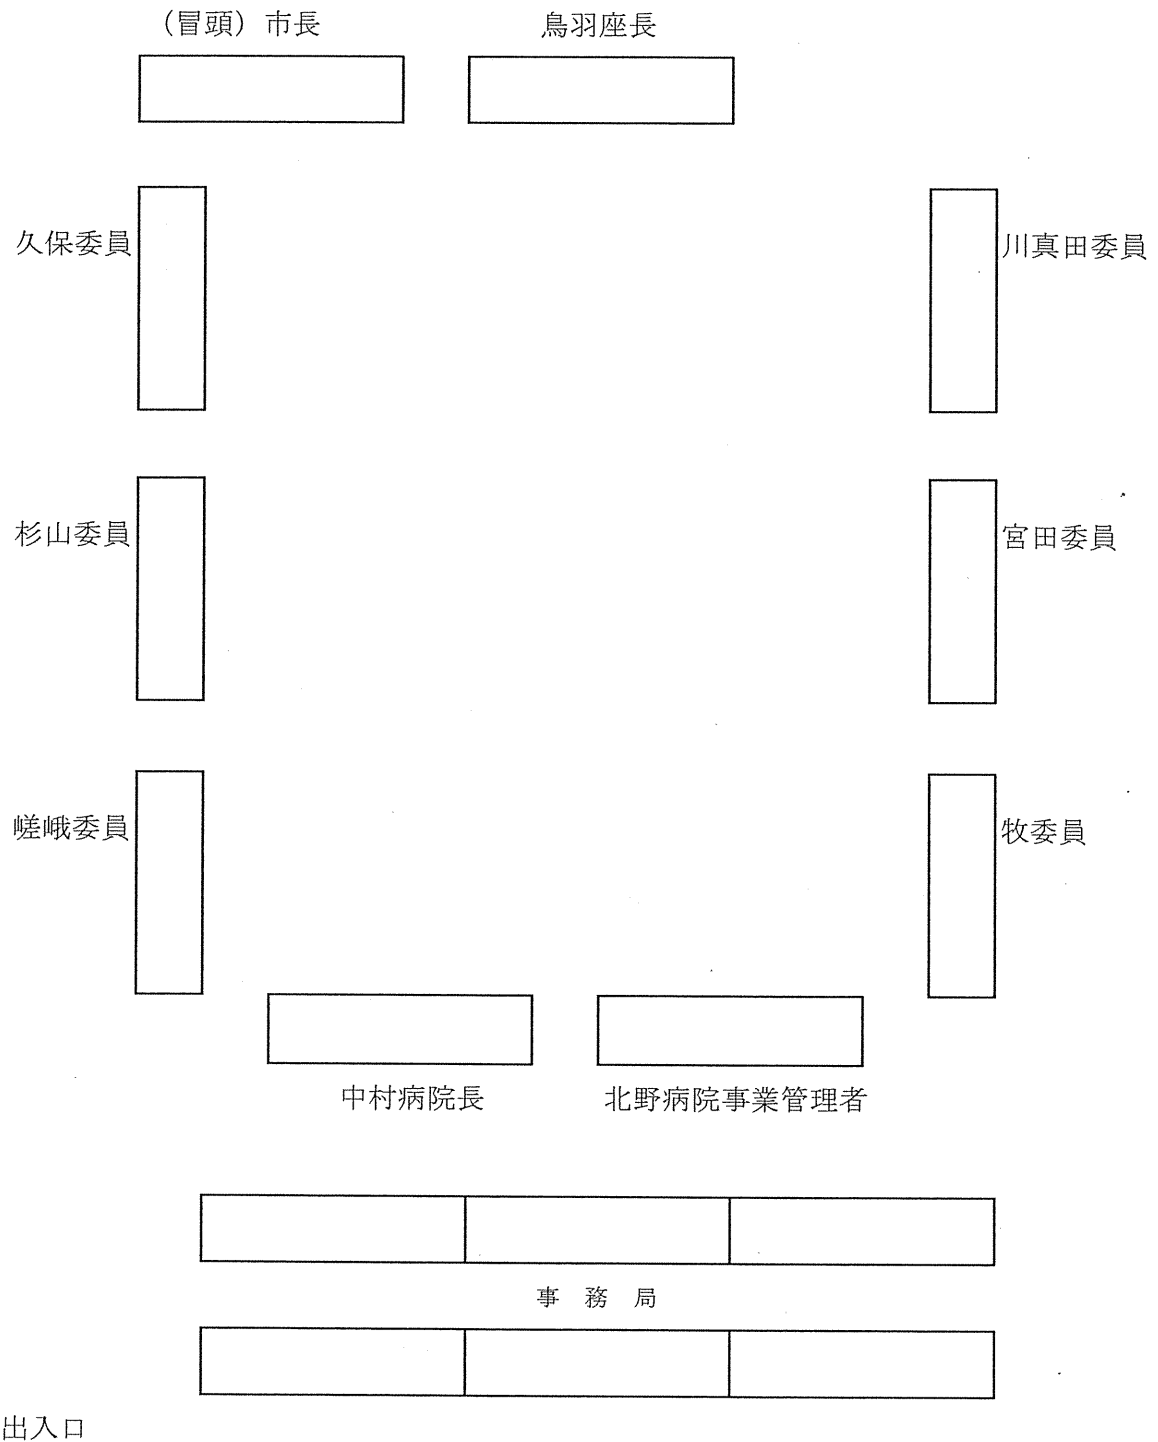 （冒頭）市長
鳥羽座長
久保委員
川真田委員
杉山委員
宮田委員
嵯峨委員
牧委員
中村病院長
北野病院事業管理者
事 務 局
出入口